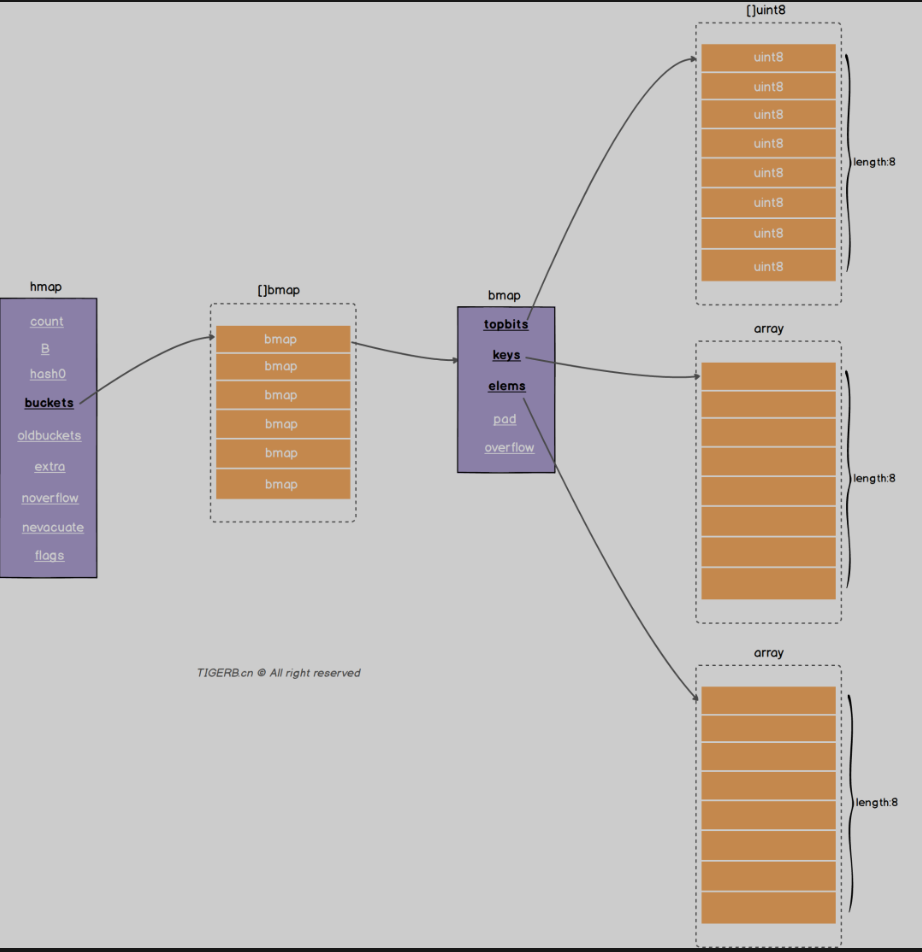 []uint8
uint8
uint8
uint8
uint8
uint8
uint8
uint8
uint8
length:8
hmap
count
B
hash0
buckets
oldbuckets
extra
noverflow
nevacuate
flags
[]bmap
bmap
bmap
bmap
bmap
bmap
bmap
bmap
topbits
keys
elems
pad
overflow
array
length:8
array
length:8
TIGERB.cn © All right reserved